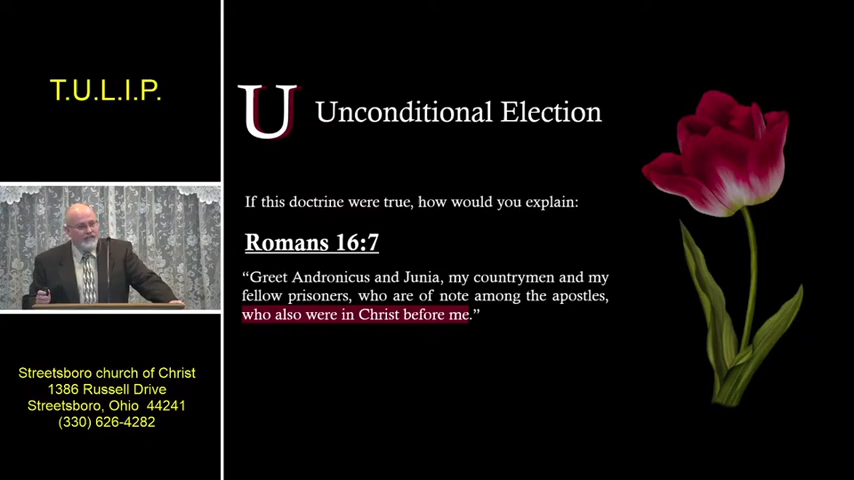 T.U.L.I.P.
U Unconditional Election
If this doctrine were true, how would you explain:
Romans 16:7
“Greet Andronicus and Junia, my countrymen and my
fellow prisoners, who are of note among the apostles,
who also were in Christ before me.”
Streetsboro church of Christ
1386 Russell Drive
Streetsboro, Ohio  44241
(330) 626-4282